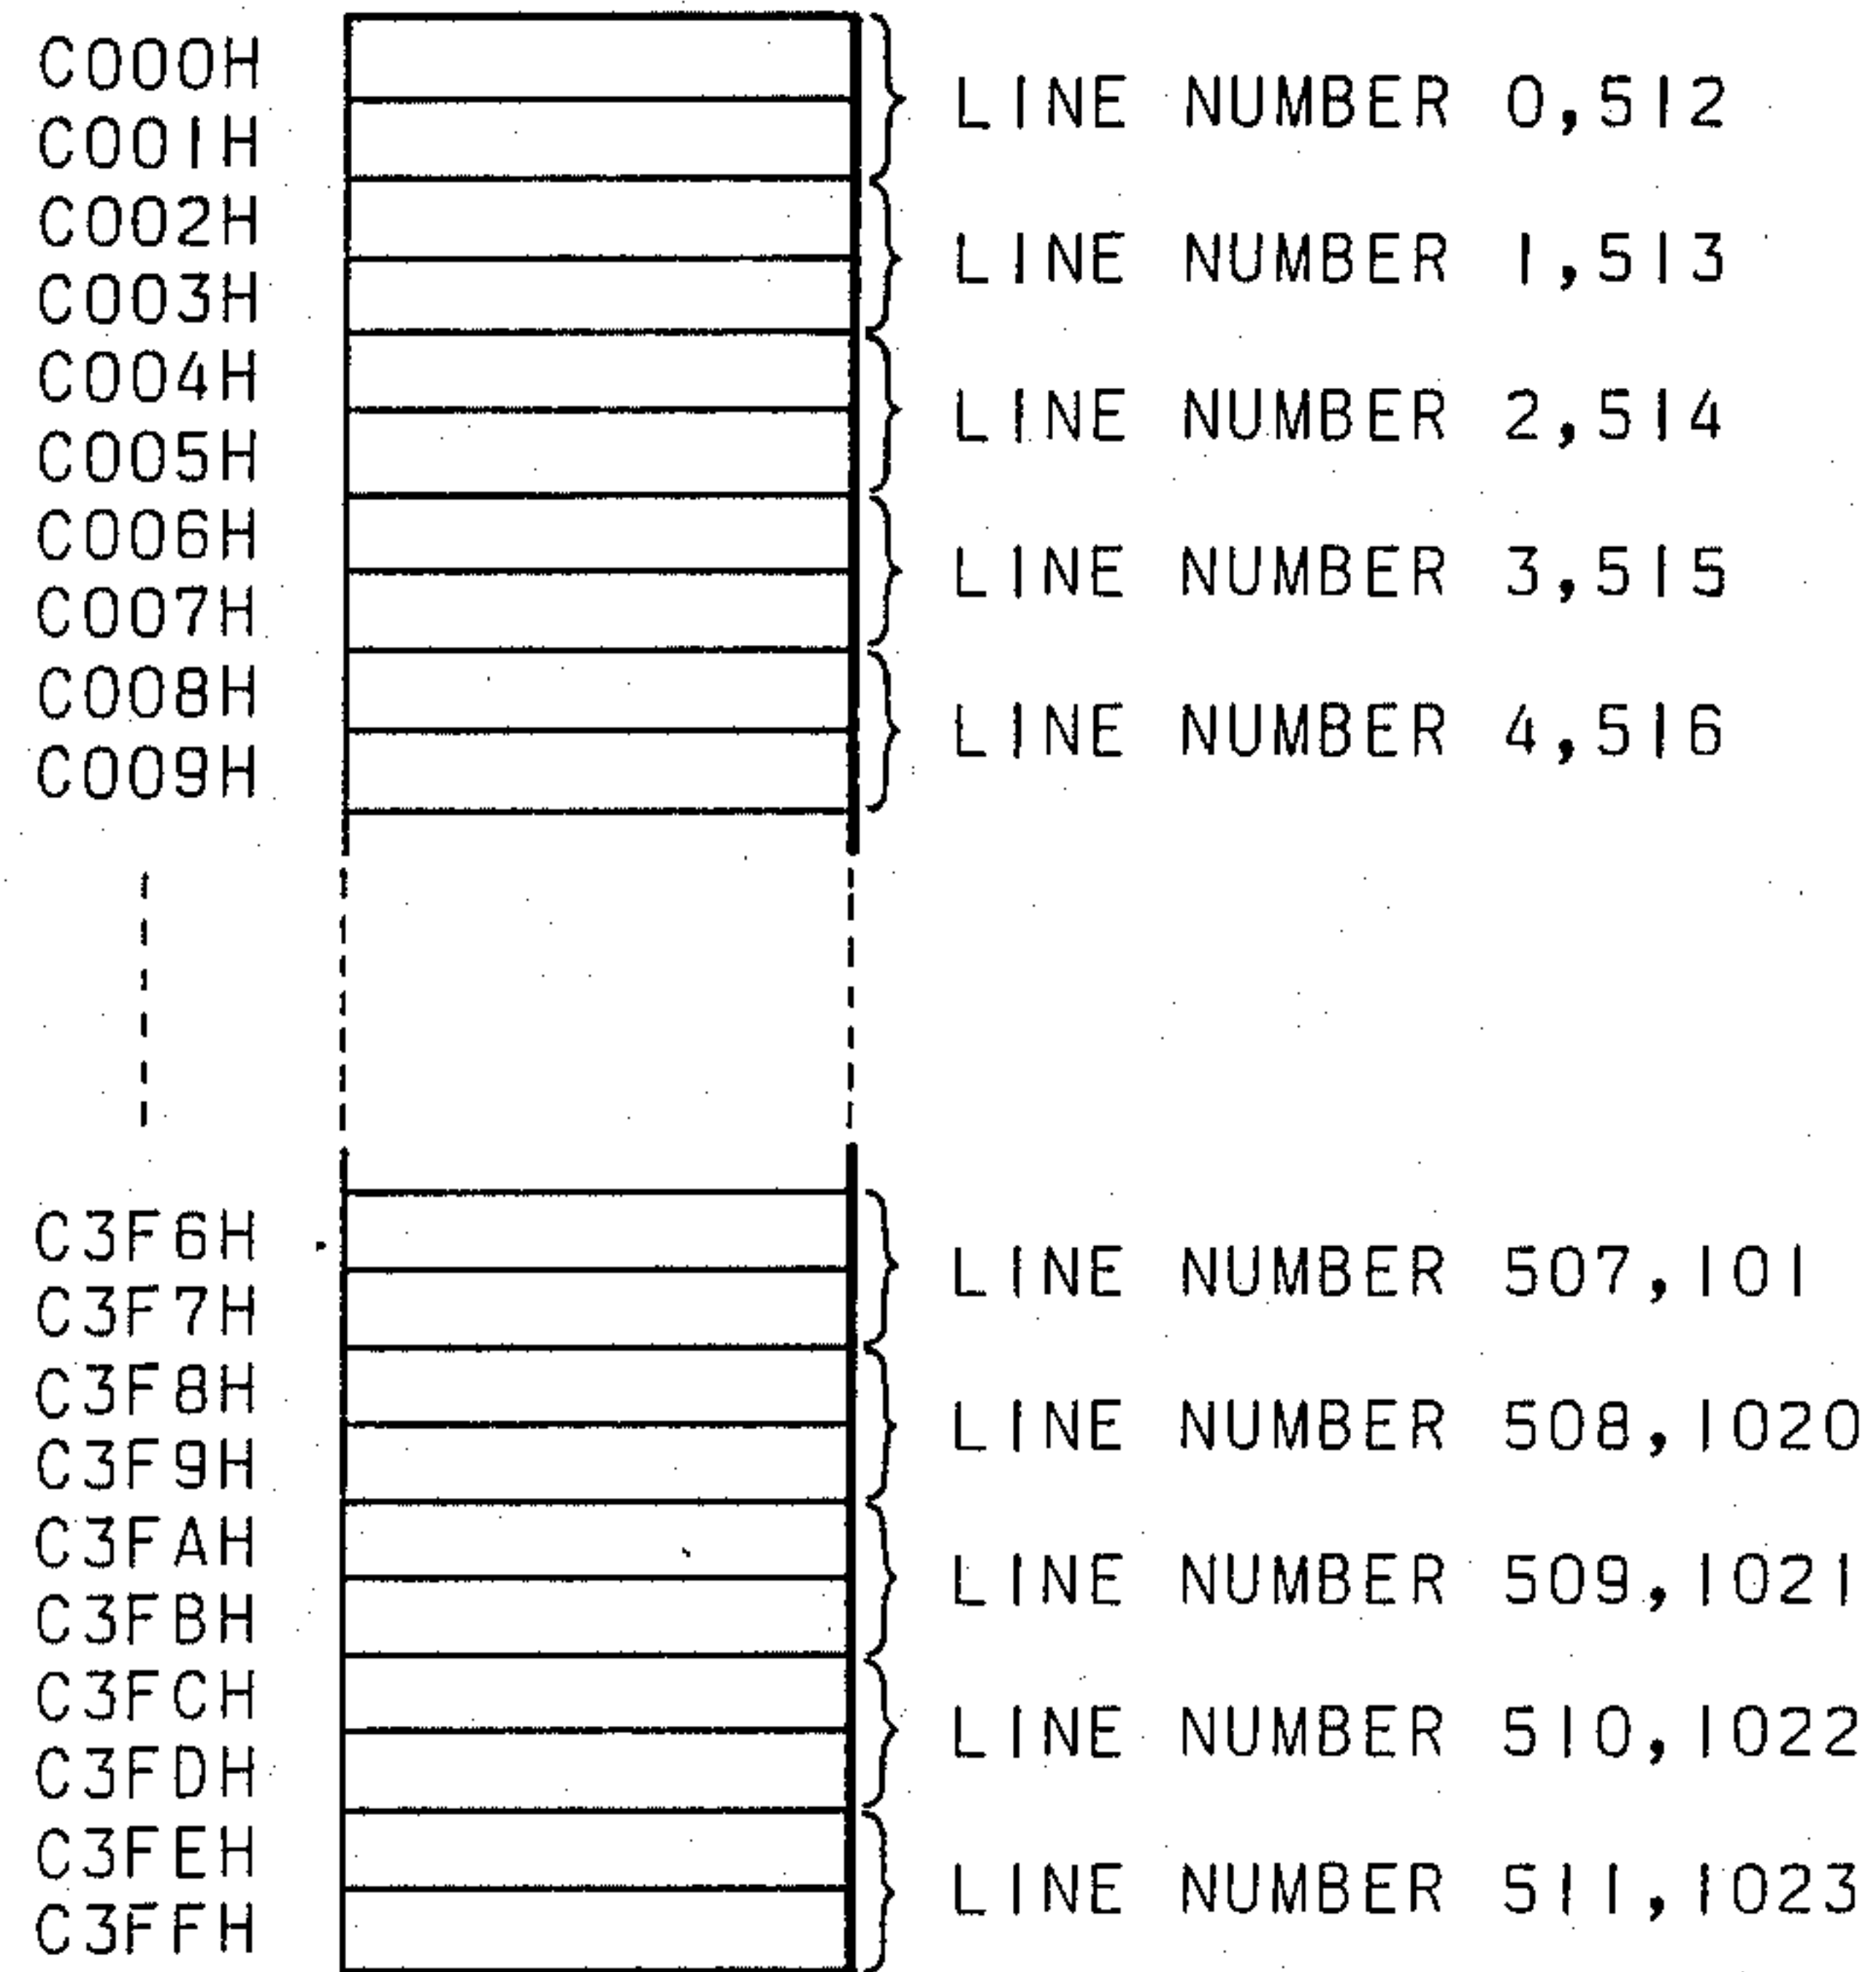 C000H
LINE NUMBER 0,512
C001H
C002H
LINE NUMBER 1,513
C003H
C004H
LINE NUMBER 2,514
C005H
C006H
LINE NUMBER 3,515
C007H
C008H
LINE NUMBER 4,516
C009H
C3F6H
LINE NUMBER 507,101
C3F7H
C3F8H
LINE NUMBER 508,1020
C3F9H
C3FAH
LINE NUMBER 509,1021
C3FBH
C3FCH
LINE NUMBER 510,1022
C3FDH
C3FEH
LINE NUMBER 511,1023
C3FFH